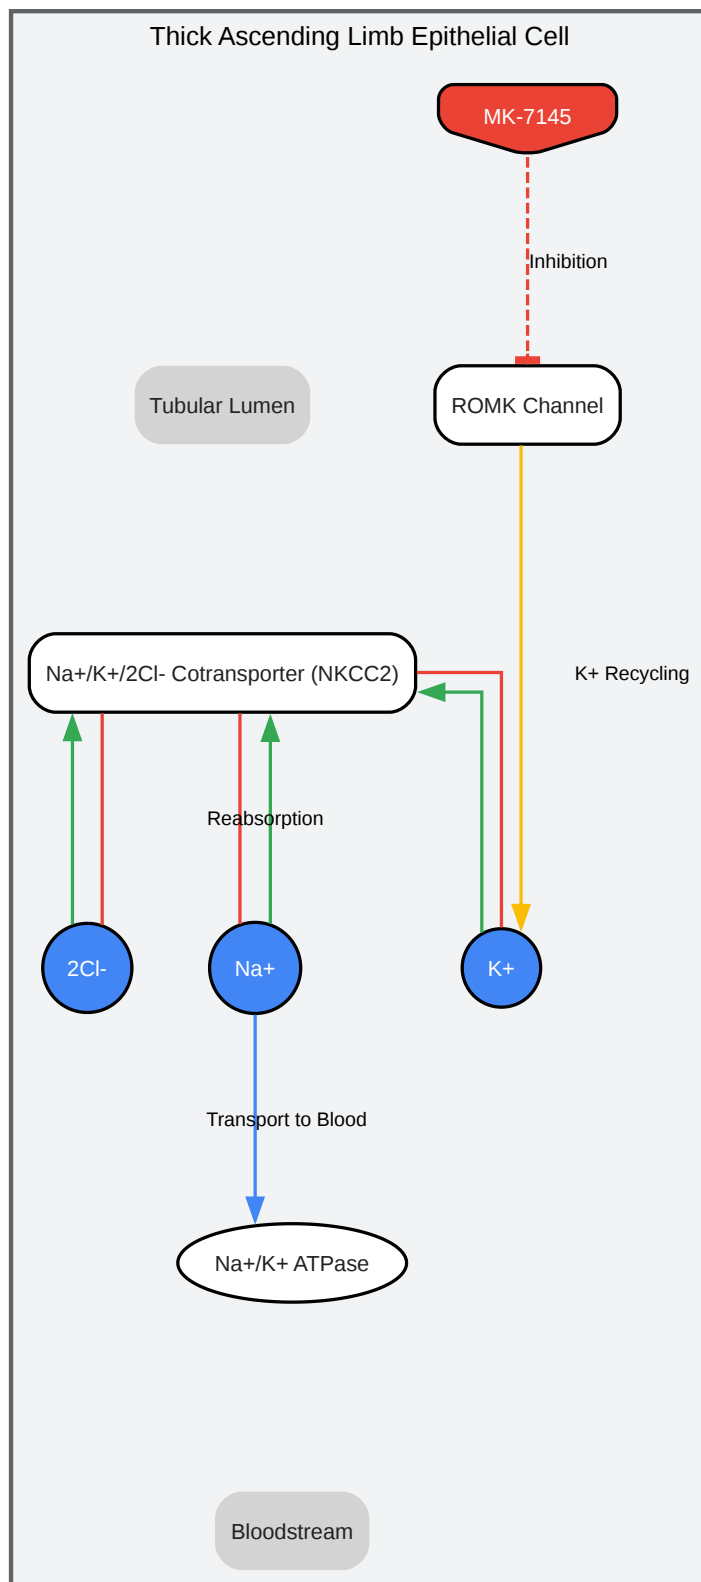 Thick Ascending Limb Epithelial Cell
MK-7145
Inhibition
Tubular Lumen
ROMK Channel
Na+/K+/2Cl- Cotransporter (NKCC2)
K+ Recycling
Reabsorption
2Cl-
Na+
K+
Transport to Blood
Na+/K+ ATPase
Bloodstream